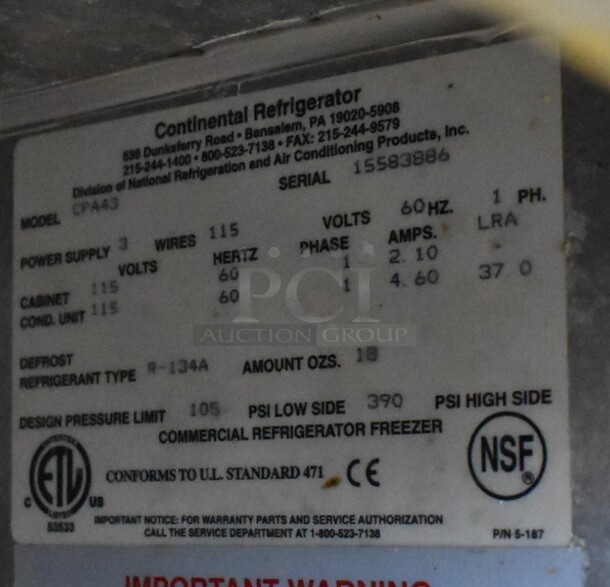 Continental Refrigerator
539 Dunksferry Road • Bensalem, PA 19020-5908
215-244-1400 • 800-523-7138 • FAX: 215-244-9579
Division of National Refrigeration and Air Conditioning Products, Inc.
MODEL CPA43 SERIAL 15583886
POWER SUPPLY 3 WIRES 115 VOLTS 60 HZ. 1 PH.
VOLTS HERTZ PHASE AMPS. LRA
CABINET 115 60 1 2.10
COND. UNIT 115 60 1 4.60 37.0
PCI
AUCTION GROUP
DEFROST
REFRIGERANT TYPE R-134A AMOUNT OZS. 18
DESIGN PRESSURE LIMIT 105 PSI LOW SIDE 390 PSI HIGH SIDE
COMMERCIAL REFRIGERATOR FREEZER
ETL
LISTED
C US
53533
CONFORMS TO U.L. STANDARD 471 CE
NSF®
IMPORTANT NOTICE: FOR WARRANTY PARTS AND SERVICE AUTHORIZATION
CALL THE SERVICE DEPARTMENT AT 1-800-523-7138
P/N 5-187
IMPORTANT WARNING